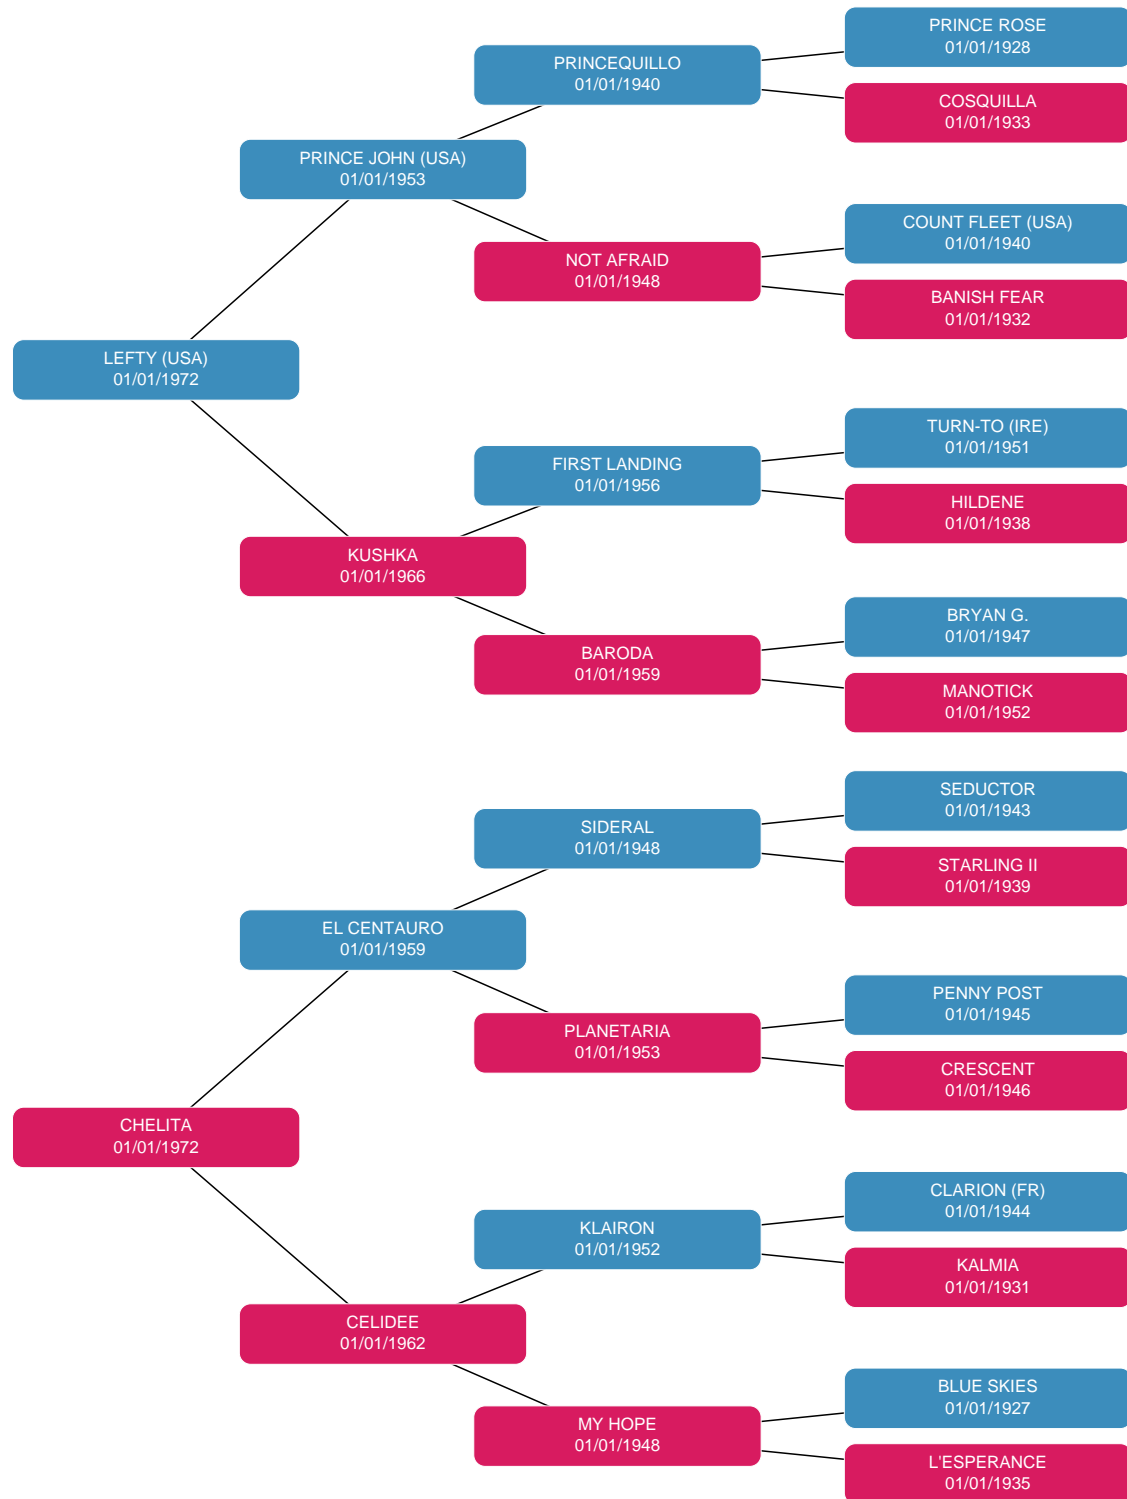 PRINCE ROSE
01/01/1928
PRINCEQUILLO
01/01/1940
COSQUILLA
01/01/1933
PRINCE JOHN (USA)
01/01/1953
COUNT FLEET (USA)
01/01/1940
NOT AFRAID
01/01/1948
BANISH FEAR
01/01/1932
LEFTY (USA)
01/01/1972
TURN-TO (IRE)
01/01/1951
FIRST LANDING
01/01/1956
HILDENE
01/01/1938
KUSHKA
01/01/1966
BRYAN G.
01/01/1947
BARODA
01/01/1959
MANOTICK
01/01/1952
SEDUCTOR
01/01/1943
SIDERAL
01/01/1948
STARLING II
01/01/1939
EL CENTAURO
01/01/1959
PENNY POST
01/01/1945
PLANETARIA
01/01/1953
CRESCENT
01/01/1946
CHELITA
01/01/1972
CLARION (FR)
01/01/1944
KLAIRON
01/01/1952
KALMIA
01/01/1931
CELIDEE
01/01/1962
BLUE SKIES
01/01/1927
MY HOPE
01/01/1948
L'ESPERANCE
01/01/1935